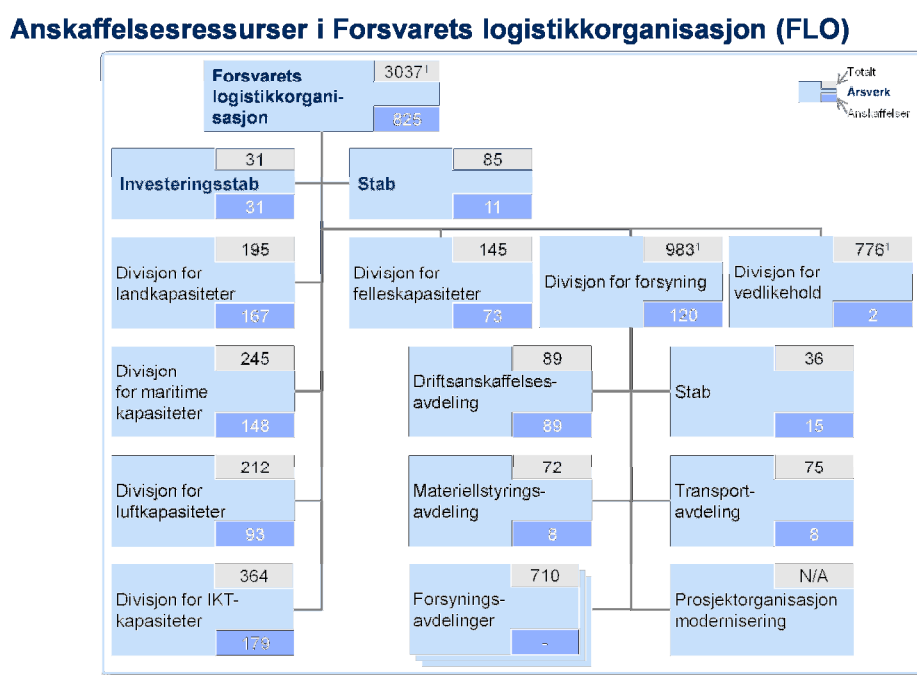 Anskaffelsesressurser i Forsvarets logistikkorganisasjon (FLO)
Totalt
Årsverk
Anskaffelser
Forsvarets
logistikkorgani-
sasjon
3037¹
825
Investeringsstab
31
31
Stab
85
11
Divisjon for
landkapasiteter
195
167
Divisjon for
felleskapasiteter
145
73
Divisjon for forsyning
983¹
120
Divisjon for
vedlikehold
776¹
2
Divisjon
for maritime
kapasiteter
245
148
Driftsanskaffelses-
avdeling
89
89
Stab
36
15
Divisjon for
luftkapasiteter
212
93
Materiellstyrings-
avdeling
72
8
Transport-
avdeling
75
8
Divisjon for IKT-
kapasiteter
364
179
Forsynings-
avdelinger
710
-
Prosjektorganisasjon
modernisering
N/A